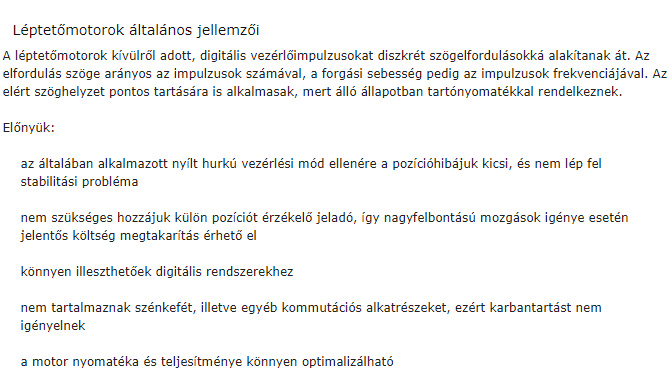 Léptetőmotorok általános jellemzői
A léptetőmotorok kívülről adott, digitális vezérlőimpulzusokat diszkrét szögelfordulásokká alakítanak át. Az
elfordulás szöge arányos az impulzusok számával, a forgási sebesség pedig az impulzusok frekvenciájával. Az
elért szöghelyzet pontos tartására is alkalmasak, mert álló állapotban tartónyomatékkal rendelkeznek.
Előnyük:
az általában alkalmazott nyílt hurkú vezérlési mód ellenére a pozícióhibájuk kicsi, és nem lép fel
stabilitási probléma
nem szükséges hozzájuk külön pozíciót érzékelő jeladó, így nagyfelbontású mozgások igénye esetén
jelentős költség megtakarítás érhető el
könnyen illeszthetőek digitális rendszerekhez
nem tartalmaznak szénkefét, illetve egyéb kommutációs alkatrészeket, ezért karbantartást nem
igényelnek
a motor nyomatéka és teljesítménye könnyen optimalizálható